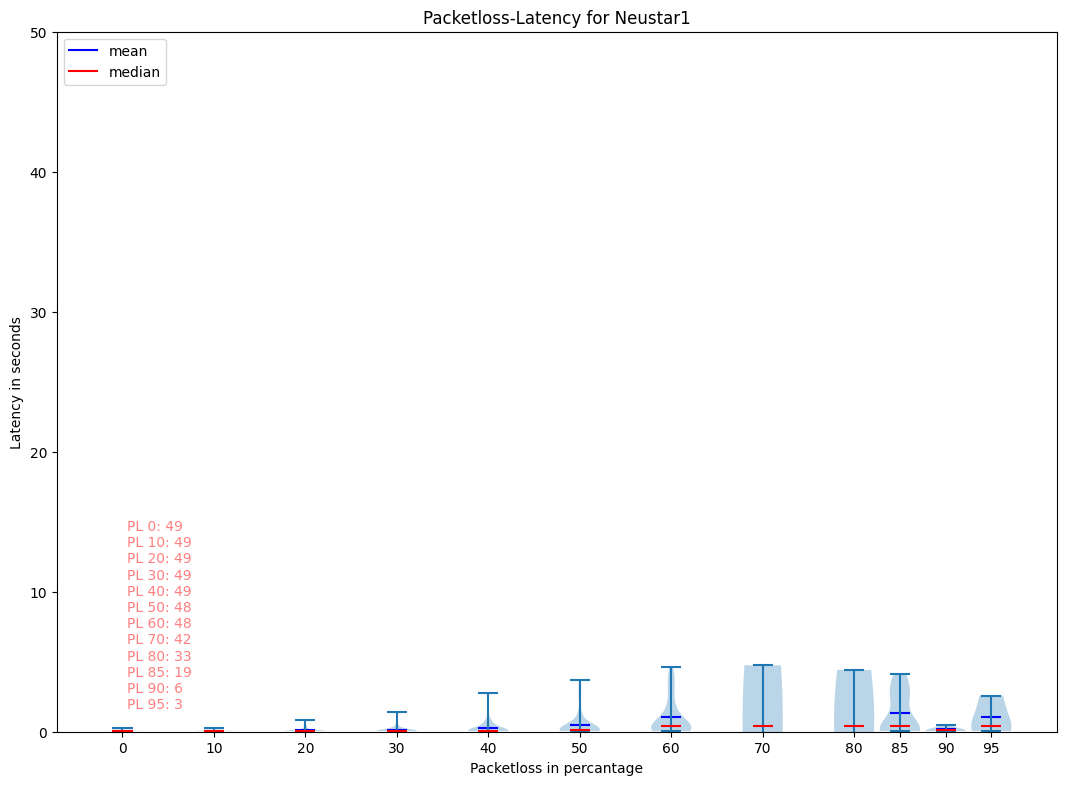 Packetloss-Latency for Neustar1
mean
median
50
40
30
20
10
0
Latency in seconds
PL 0: 49
PL 10: 49
PL 20: 49
PL 30: 49
PL 40: 49
PL 50: 48
PL 60: 48
PL 70: 42
PL 80: 33
PL 85: 19
PL 90: 6
PL 95: 3
0 10 20 30 40 50 60 70 80 85 90 95
Packetloss in percantage